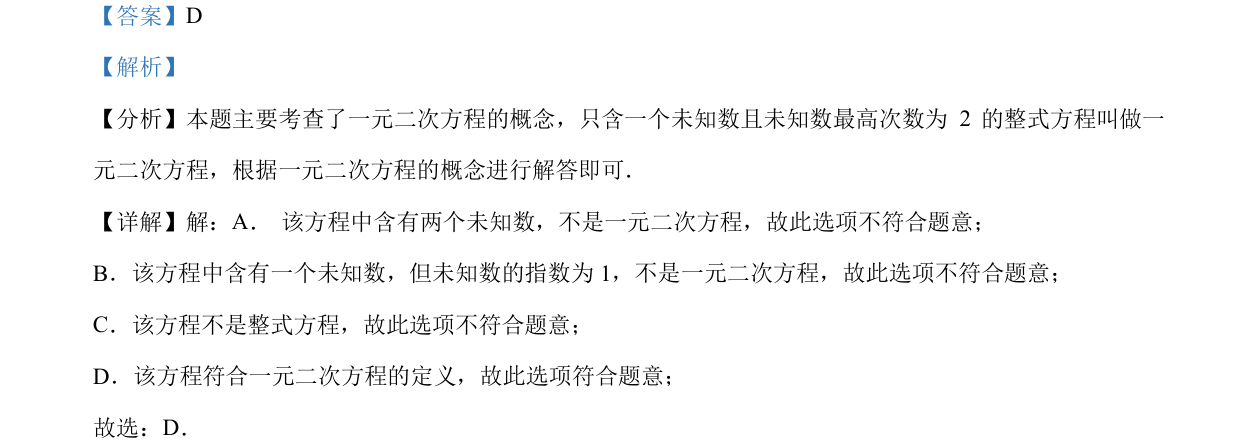 【答案】D
【解析】
【分析】本题主要考查了一元二次方程的概念，只含一个未知数且未知数最高次数为 2 的整式方程叫做一
元二次方程，根据一元二次方程的概念进行解答即可．
【详解】解：A． 该方程中含有两个未知数，不是一元二次方程，故此选项不符合题意；
B．该方程中含有一个未知数，但未知数的指数为 1，不是一元二次方程，故此选项不符合题意；
C．该方程不是整式方程，故此选项不符合题意；
D．该方程符合一元二次方程的定义，故此选项符合题意；
故选：D．